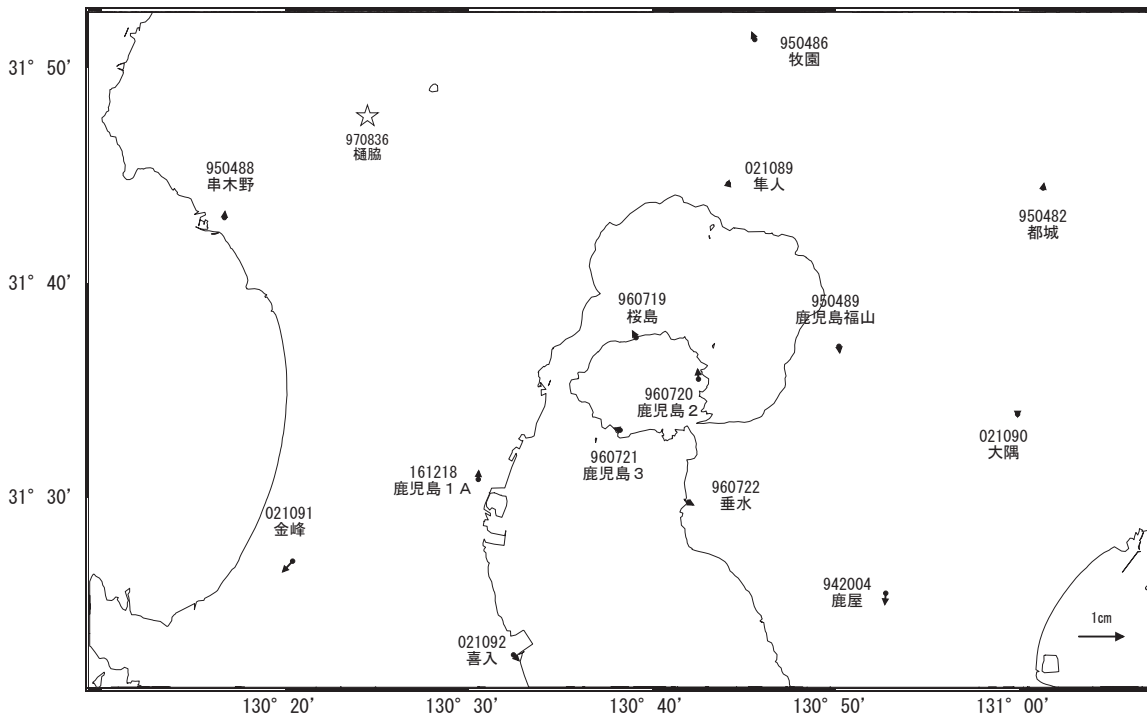 950486
牧園
31° 50’
970836
樋脇
950488
串木野
021089
隼人
950482
都城
31° 40’
960719
桜島
950489
鹿児島福山
960720
鹿児島２
021090
大隅
960721
鹿児島３
161218
鹿児島１Ａ
960722
垂水
31° 30’
021091
金峰
942004
鹿屋
1cm
021092
喜入
130° 20’
130° 30’
130° 40’
130° 50’
131° 00’